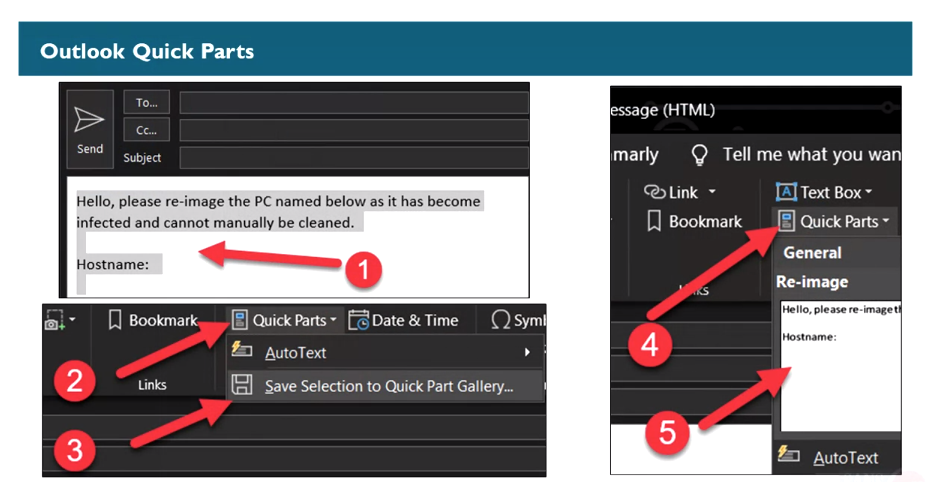 Outlook Quick Parts
To...
Cc...
Send
Subject
Hello, please re-image the PC named below as it has become
infected and cannot manually be cleaned.
Hostname:
1
Bookmark
Quick Parts
Date & Time
Symb
AutoText
Links
Save Selection to Quick Part Gallery...
2
3
essage (HTML)
marly
Tell me what you wan
Link
Text Box
Bookmark
Quick Parts
General
Re-image
Hello, please re-image th
Hostname:
4
5
AutoText